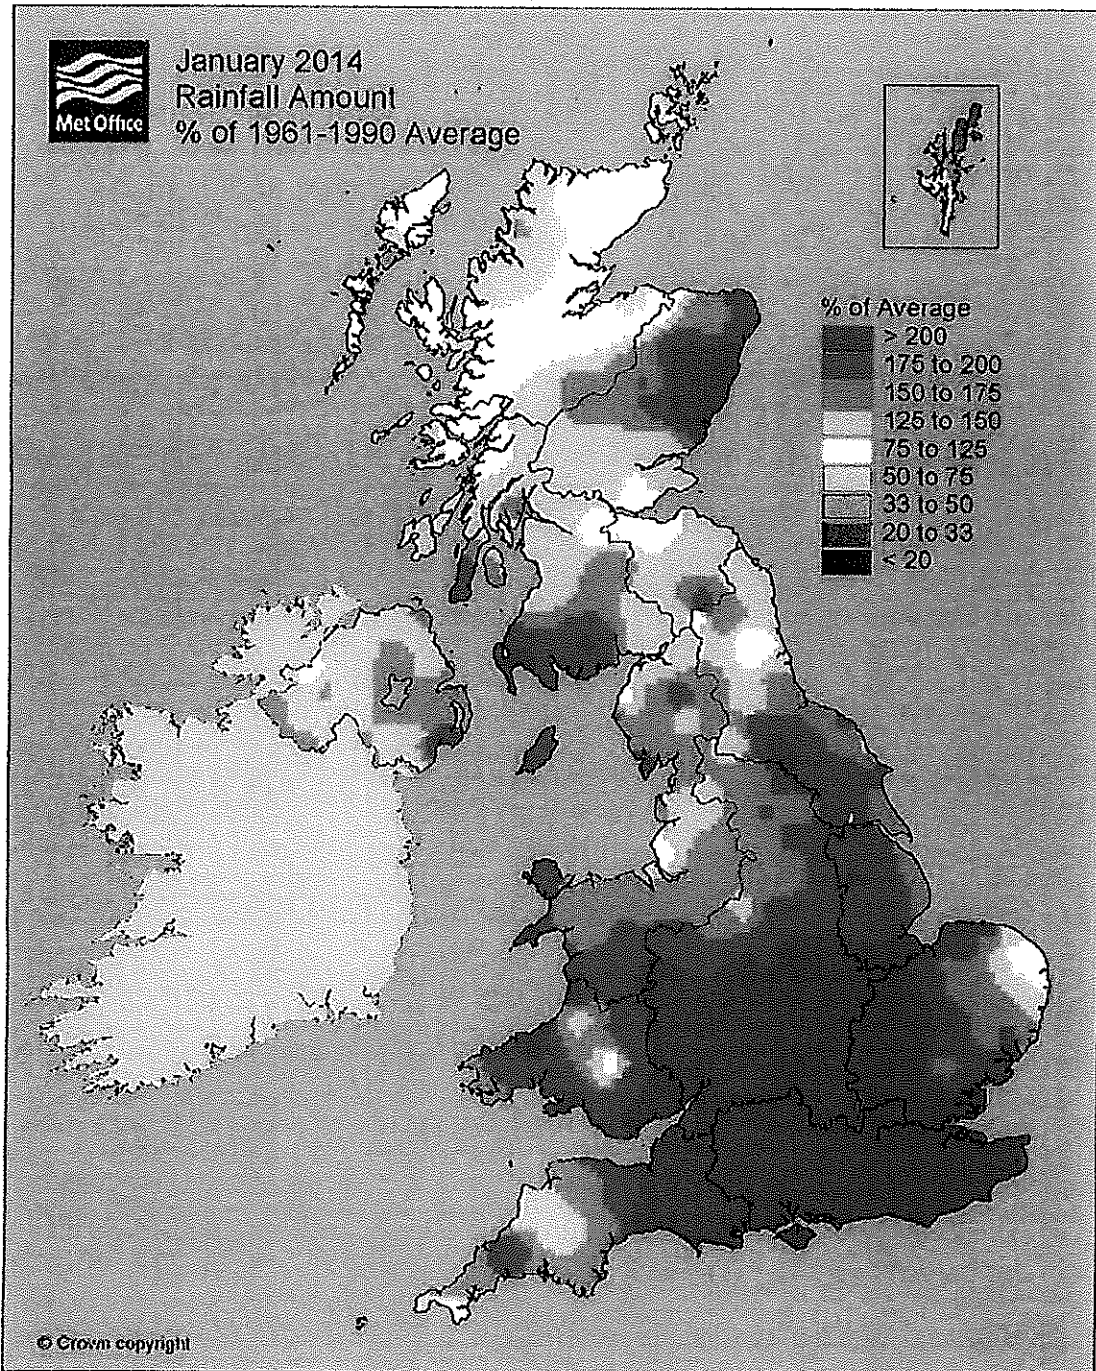 Met Office
January 2014
Rainfall Amount
% of 1961-1990 Average
% of Average
> 200
175 to 200
150 to 175
125 to 150
75 to 125
50 to 75
33 to 50
20 to 33
< 20
© Crown copyright